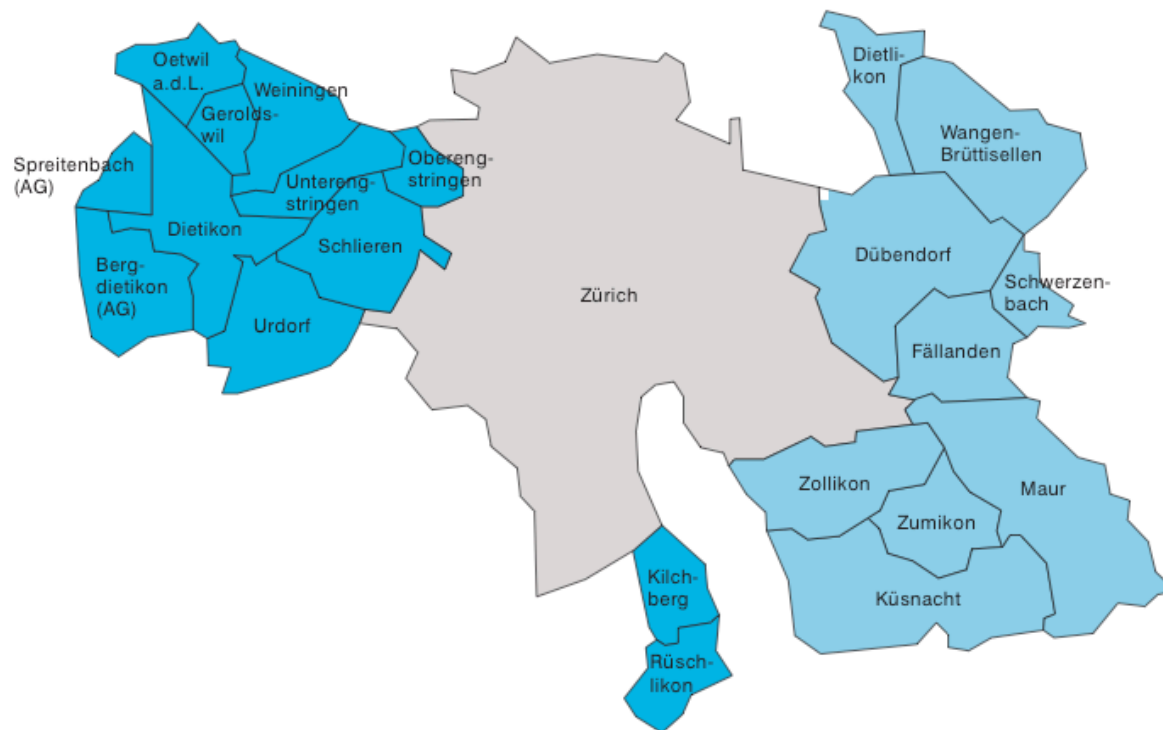 Oetwil
a.d.L.
Weiningen
Gerolds-
wil
Spreitenbach
(AG)
Obereng-
stringen
Untereng-
stringen
Dietikon
Schlieren
Berg-
dietikon
(AG)
Urdorf
Zürich
Dietli-
kon
Wangen-
Brüttisellen
Dübendorf
Schwerzen-
bach
Fällanden
Zollikon
Maur
Zumikon
Küsnacht
Kilch-
berg
Rüsch-
likon